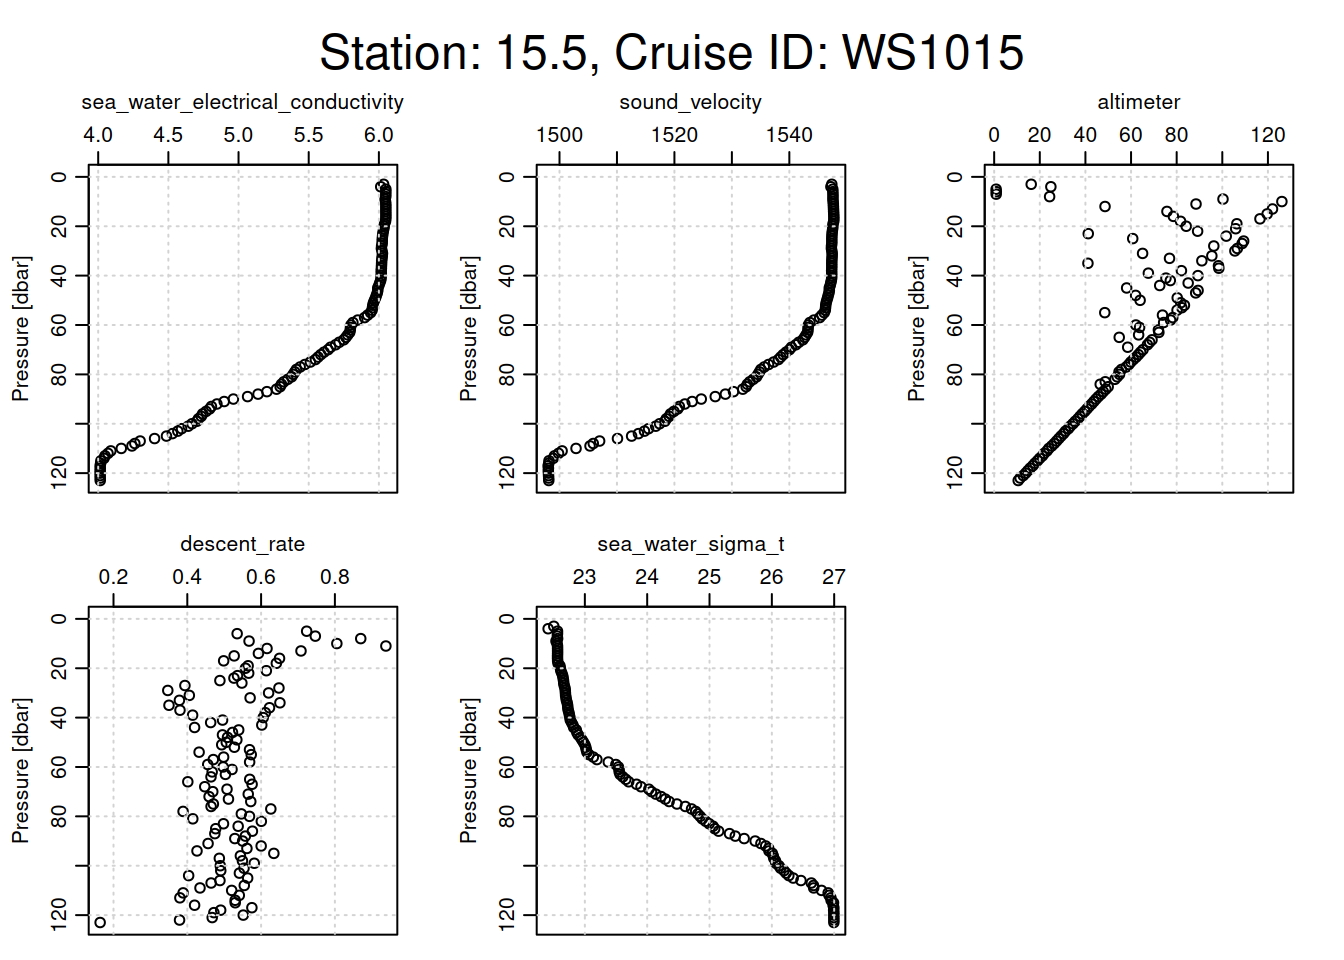 Station: 15.5, Cruise ID: WS1015
sea_water_electrical_conductivity
4.0 4.5 5.0 5.5 6.0
Pressure [dbar]
0
20
40
60
80
120
sound_velocity
1500 1520 1540
Pressure [dbar]
0
20
40
60
80
120
altimeter
0 20 40 60 80 120
Pressure [dbar]
0
20
40
60
80
120
descent_rate
0.2 0.4 0.6 0.8
Pressure [dbar]
0
20
40
60
80
120
sea_water_sigma_t
23 24 25 26 27
Pressure [dbar]
0
20
40
60
80
120